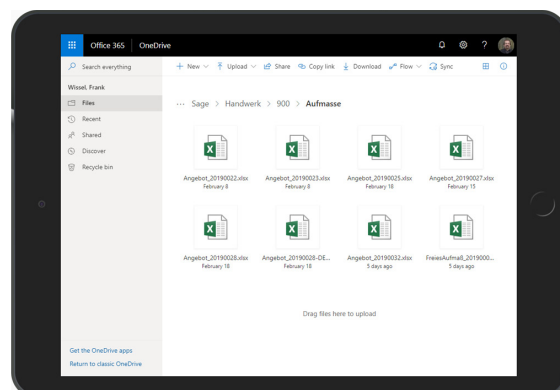 Office 365 OneDrive ?
Search everything
+ New Upload Share Copy link Download Flow Sync
Wissel, Frank
Files
Recent
Shared
Discover
Recycle bin
··· Sage > Handwerk > 900 > Aufmasse
Angebot_20190022.xlsx Angebot_20190023.xlsx Angebot_20190025.xlsx Angebot_20190027.xlsx
February 8 February 8 February 18 February 15
Angebot_20190028.xlsx Angebot_20190028-DE... Angebot_20190032.xlsx FreiesAufmaß_2019000...
February 18 February 18 5 days ago 5 days ago
Drag files here to upload
Get the OneDrive apps
Return to classic OneDrive